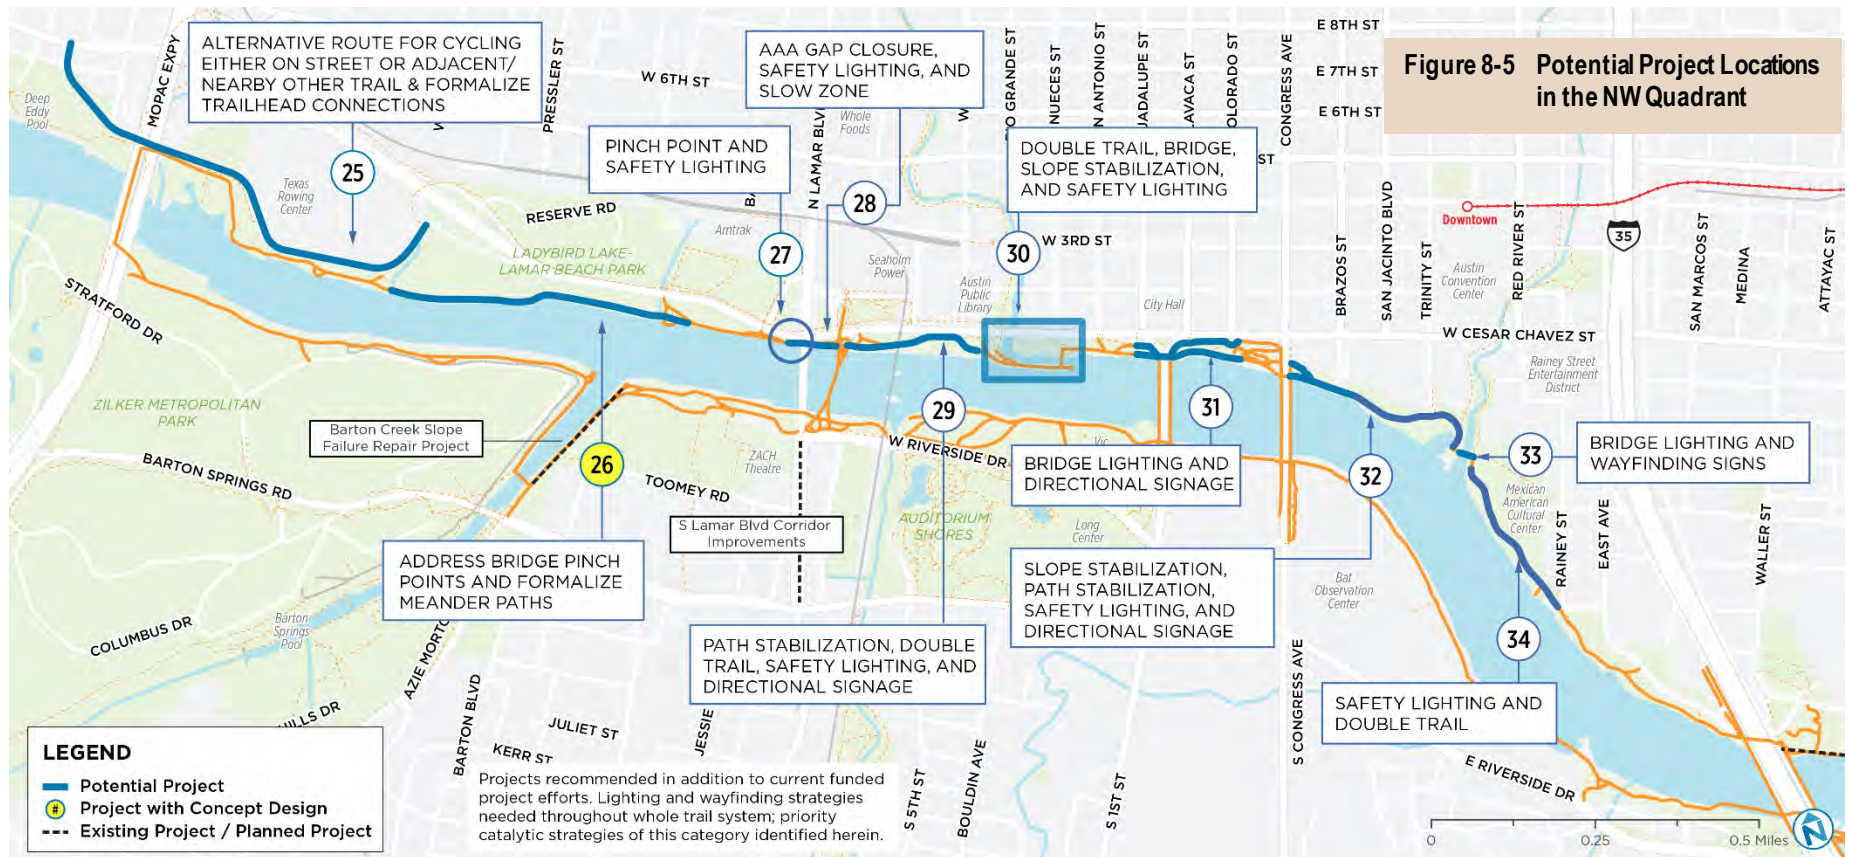 Figure 8-5 Potential Project Locations
in the NW Quadrant
ALTERNATIVE ROUTE FOR CYCLING
EITHER ON STREET OR ADJACENT/
NEARBY OTHER TRAIL & FORMALIZE
TRAILHEAD CONNECTIONS
AAA GAP CLOSURE,
SAFETY LIGHTING, AND
SLOW ZONE
PINCH POINT AND
SAFETY LIGHTING
DOUBLE TRAIL, BRIDGE,
SLOPE STABILIZATION,
AND SAFETY LIGHTING
E 8TH ST
E 7TH ST
E 6TH ST
W 6TH ST
ST
MOPAC EXPY
PRESSLER ST
N LAMAR BLVD
NUECES ST
N ANTONIO ST
LAVACA ST
CONGRESS AVE
Deep
Eddy
Pool
Whole
Foods
25
Texas
Rowing
Center
RESERVE RD
28
LADYBIRD LAKE-
LAMAR BEACH PARK
Amtrak
27
Seaholm
Power
30
W 3RD ST
Austin
Public
Library
City Hall
BRAZOS ST
SAN JACINTO BLVD
TRINITY ST
RED RIVER ST
Downtown
35
Austin
Convention
Center
SAN MARCOS ST
MEDINA
ATTAYAC ST
W CESAR CHAVEZ ST
Rainey Street
Entertainment
District
STRATFORD DR
ZILKER METROPOLITAN
PARK
Barton Creek Slope
Failure Repair Project
26
29
31
32
33
BRIDGE LIGHTING AND
WAYFINDING SIGNS
BARTON SPRINGS RD
TOOMEY RD
ZACH
Theatre
W RIVERSIDE DR
Vic
BRIDGE LIGHTING AND
DIRECTIONAL SIGNAGE
Mexican
American
Cultural
Center
RAINEY ST
EAST AVE
WALLER ST
S Lamar Blvd Corridor
Improvements
AUDITORIUM
SHORES
Long
Center
ADDRESS BRIDGE PINCH
POINTS AND FORMALIZE
MEANDER PATHS
SLOPE STABILIZATION,
PATH STABILIZATION,
SAFETY LIGHTING, AND
DIRECTIONAL SIGNAGE
Bat
Observation
Center
34
COLUMBUS DR
Barton
Springs
Pool
AZIE MORTO
PATH STABILIZATION, DOUBLE
TRAIL, SAFETY LIGHTING, AND
DIRECTIONAL SIGNAGE
SAFETY LIGHTING AND
DOUBLE TRAIL
HILLS DR
BARTON BLVD
JULIET ST
KERR ST
JESSIE
S 5TH ST
BOULDIN AVE
S 1ST ST
S CONGRESS AVE
E RIVERSIDE DR
LEGEND
Potential Project
# Project with Concept Design
Existing Project / Planned Project
Projects recommended in addition to current funded
project efforts. Lighting and wayfinding strategies
needed throughout whole trail system; priority
catalytic strategies of this category identified herein.
0 0.25 0.5 Miles
N